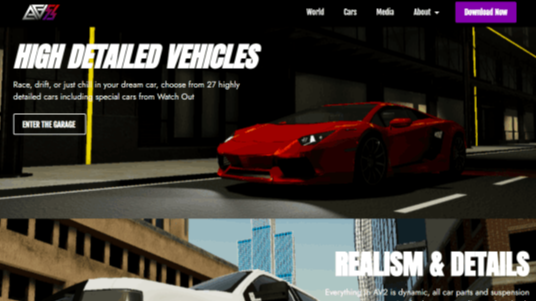 World Cars Media About Download Now
HIGH DETAILED VEHICLES
Race, drift, or just chill in your dream car, choose from 27 highly
detailed cars including special cars from Watch Out
ENTER THE GARAGE
REALISM & DETAILS
Everything in AV2 is dynamic, all car parts and suspension